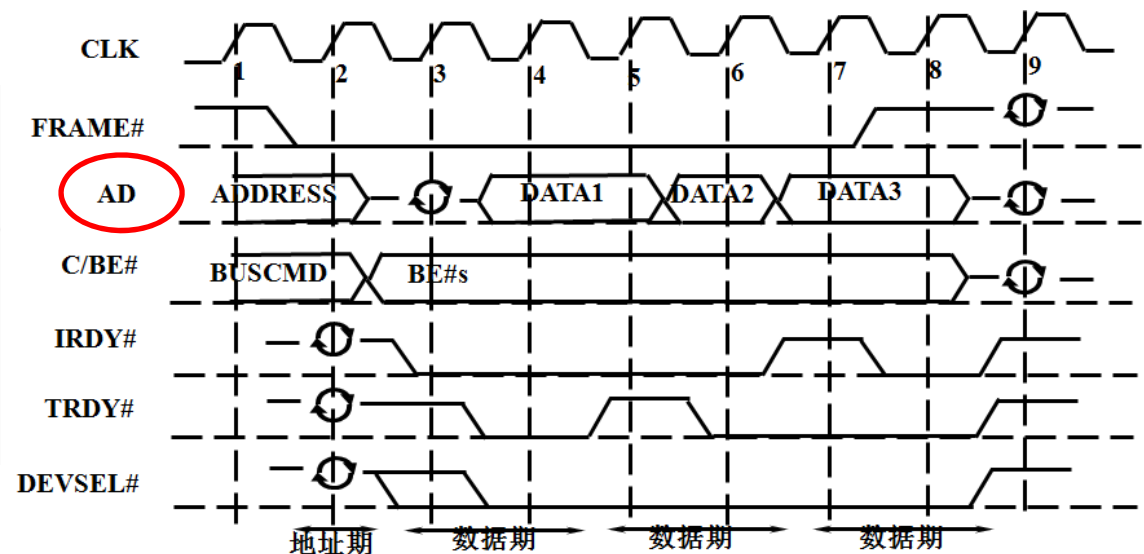 CLK
1 2 3 4 5 6 7 8 9
FRAME#
AD ADDRESS DATA1 DATA2 DATA3
C/BE# BUSCMD BE#s
IRDY#
TRDY#
DEVSEL#
地址期 数据期 数据期 数据期